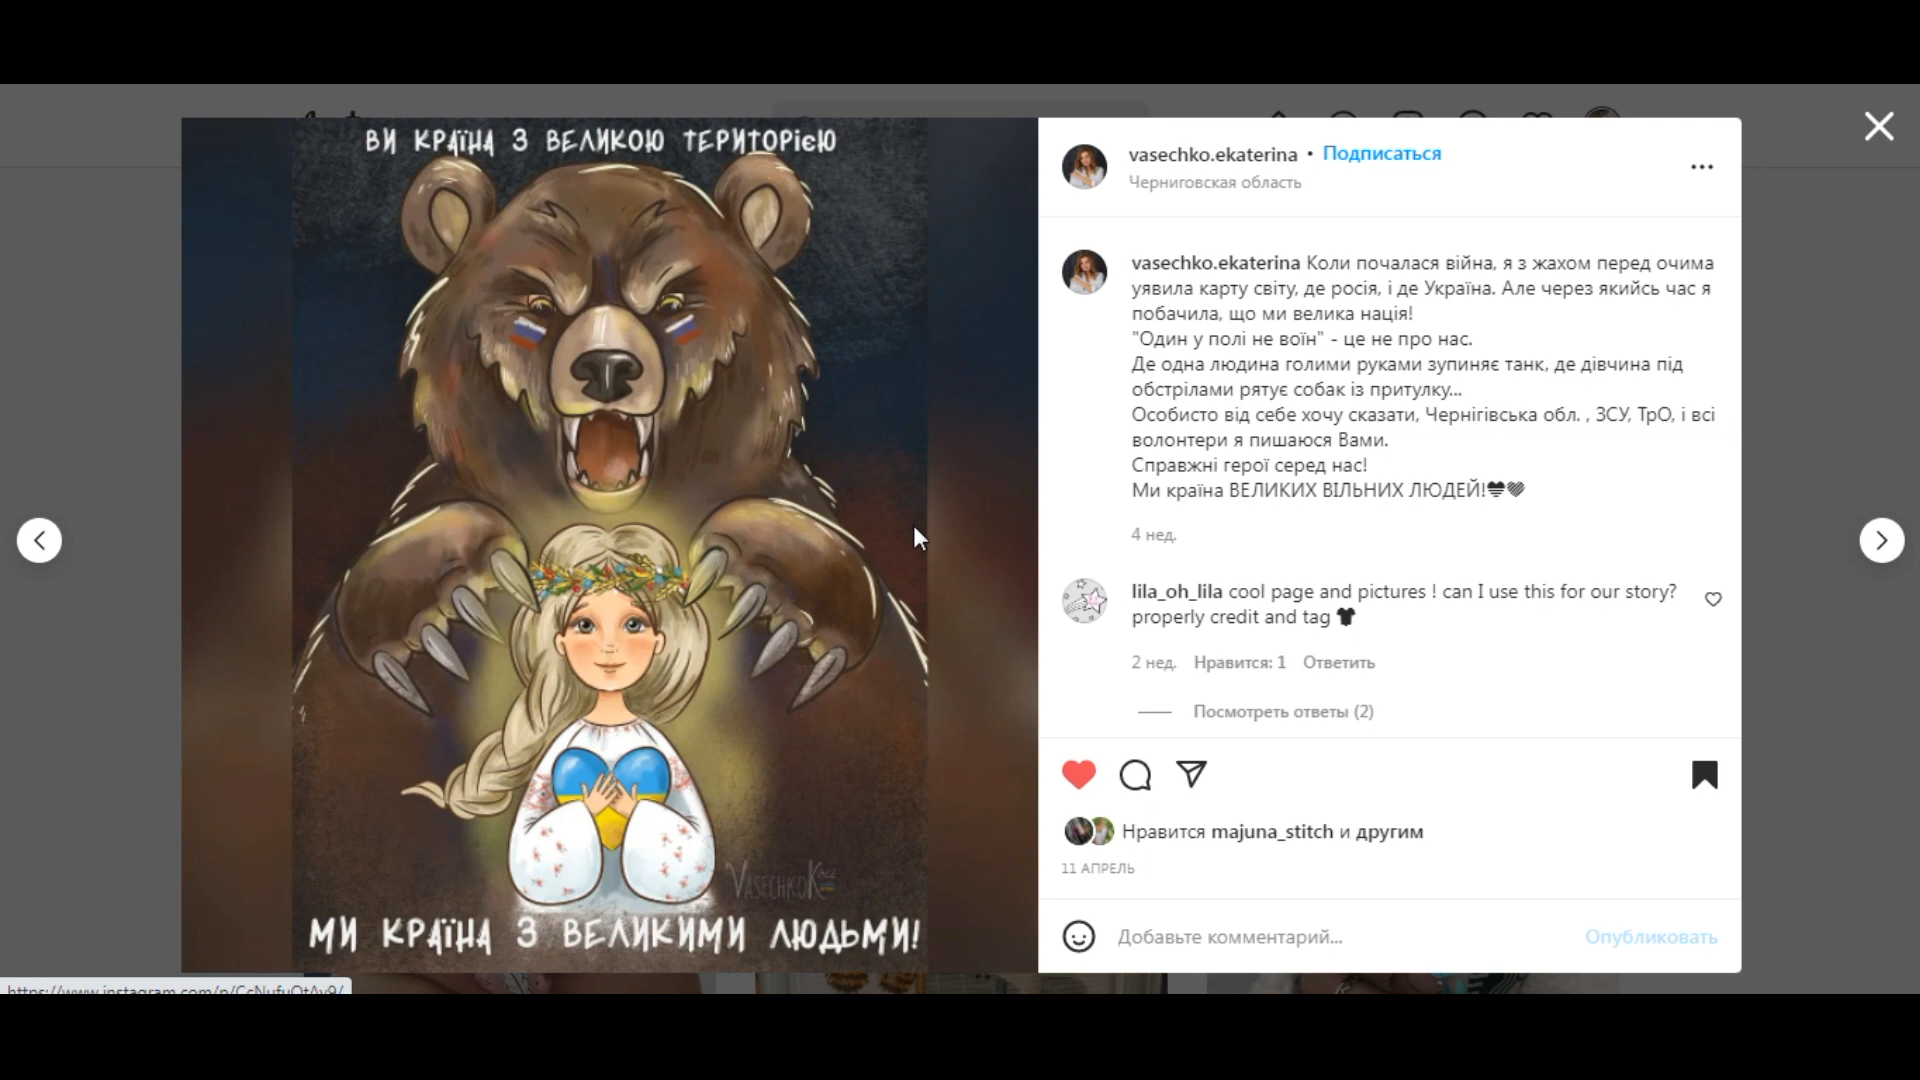 ВИ КРАЇНА З ВЕЛИКОЮ ТЕРИТОРІЄЮ
МИ КРАЇНА З ВЕЛИКИМИ ЛЮДЬМИ!
VASECHKOK
vasechko.ekaterina • Подписаться
Черниговская область
vasechko.ekaterina Коли почалася війна, я з жахом перед очима
уявила карту світу, де росія, і де Україна. Але через якийсь час я
побачила, що ми велика нація!
"Один у полі не воїн" - це не про нас.
Де одна людина голими руками зупиняє танк, де дівчина під
обстрілами рятує собак із притулку...
Особисто від себе хочу сказати, Чернігівська обл. , ЗСУ, ТрО, і всі
волонтери я пишаюся Вами.
Справжні герої серед нас!
Ми країна ВЕЛИКИХ ВІЛЬНИХ ЛЮДЕЙ!
4 нед.
lila_oh_lila cool page and pictures ! can I use this for our story?
properly credit and tag
2 нед. Нравится: 1 Ответить
Посмотреть ответы (2)
Нравится majuna_stitch и другим
11 АПРЕЛЬ
Добавьте комментарий... Опубликовать